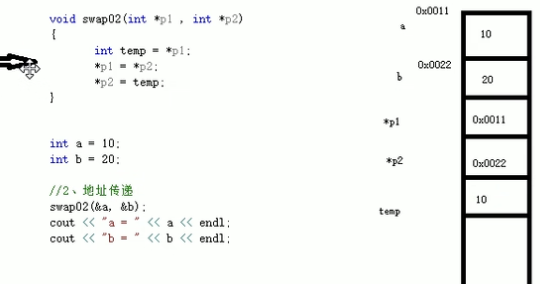 void swap02(int *p1 , int *p2)
{
int temp = *p1;
*p1 = *p2;
*p2 = temp;
}
int a = 10;
int b = 20;
//2、地址传递
swap02(&a, &b);
cout << "a = " << a << endl;
cout << "b = " << b << endl;
0x0011
a
10
0x0022
b
20
*p1
0x0011
*p2
0x0022
temp
10